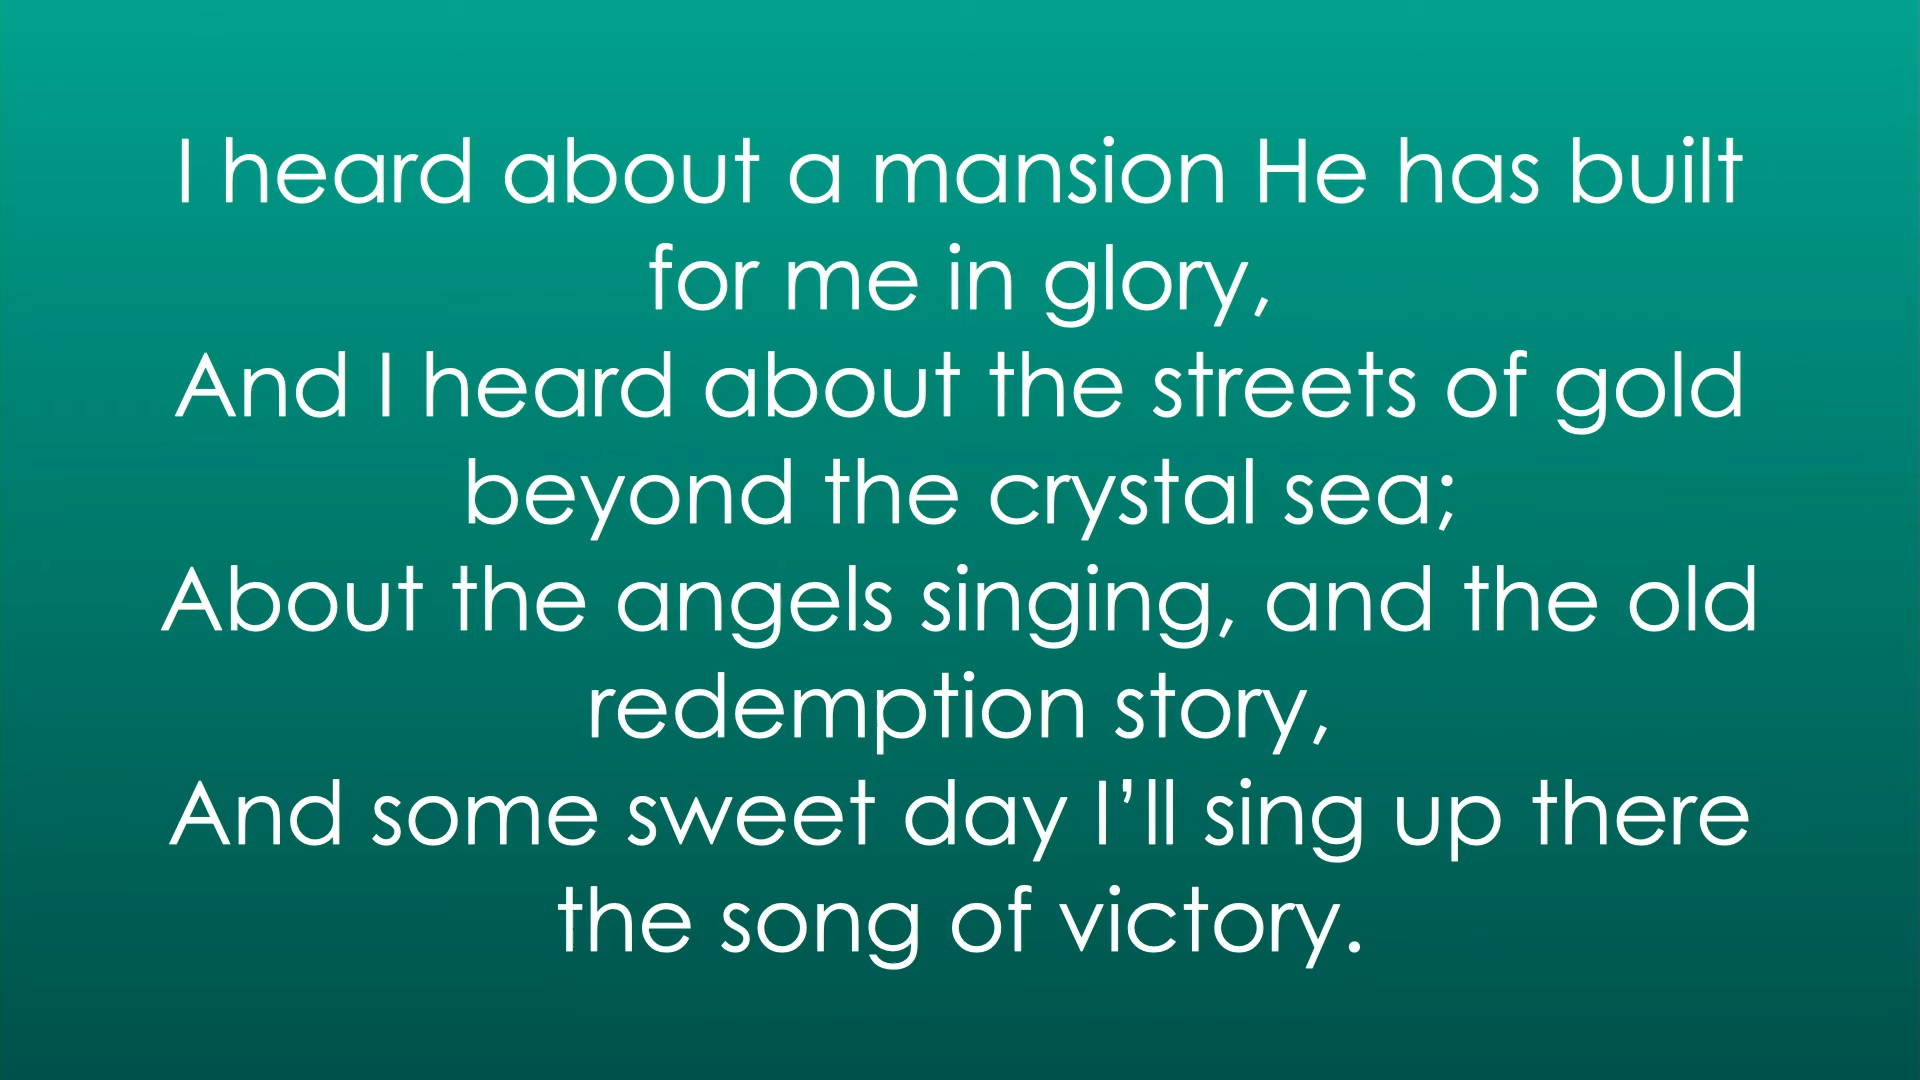 I heard about a mansion He has built
for me in glory,
And I heard about the streets of gold
beyond the crystal sea;
About the angels singing, and the old
redemption story,
And some sweet day I’ll sing up there
the song of victory.